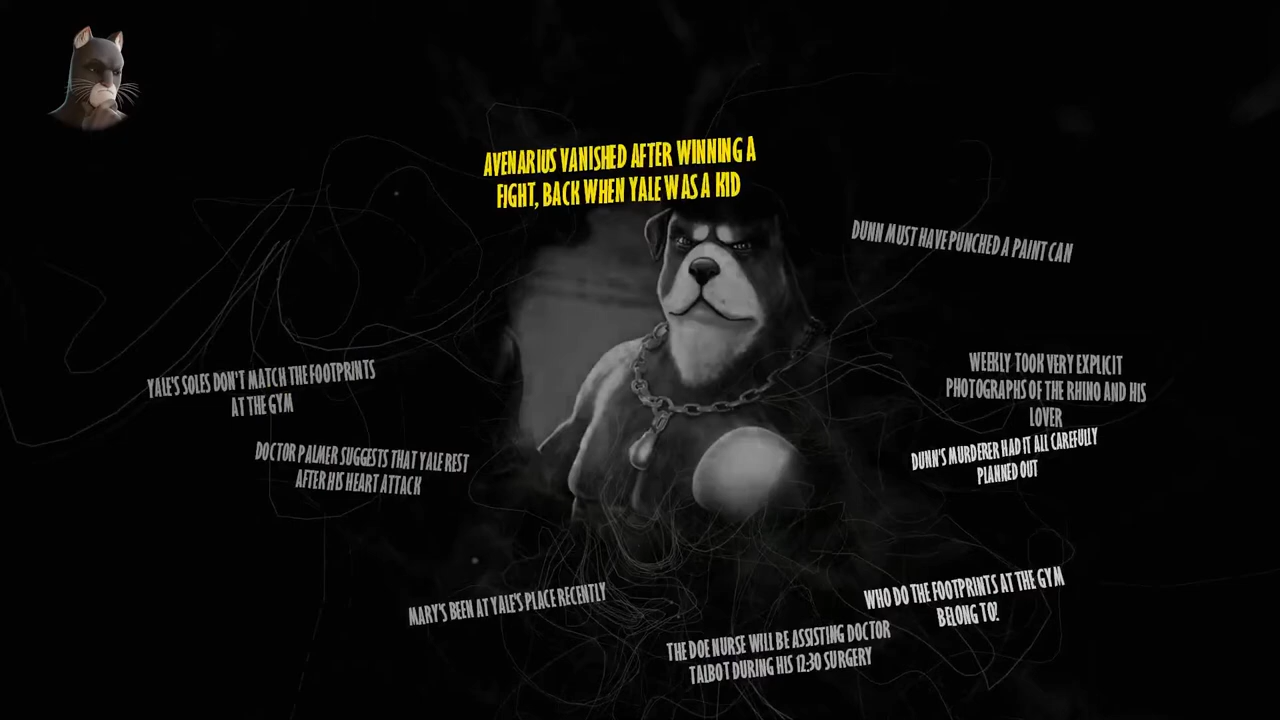 AVENARIUS VANISHED AFTER WINNING A
FIGHT, BACK WHEN YALE WAS A KID
DUNN MUST HAVE PUNCHED A PAINT CAN
YALE'S SOLES DON'T MATCH THE FOOTPRINTS
AT THE GYM
WEEKLY TOOK VERY EXPLICIT
PHOTOGRAPHS OF THE RHINO AND HIS
LOVER
DUNN'S MURDERER HAD IT ALL CAREFULLY
PLANNED OUT
DOCTOR PALMER SUGGESTS THAT YALE REST
AFTER HIS HEART ATTACK
MARY'S BEEN AT YALE'S PLACE RECENTLY
WHO DO THE FOOTPRINTS AT THE GYM
BELONG TO?
THE DOE NURSE WILL BE ASSISTING DOCTOR
TALBOT DURING HIS 12:30 SURGERY